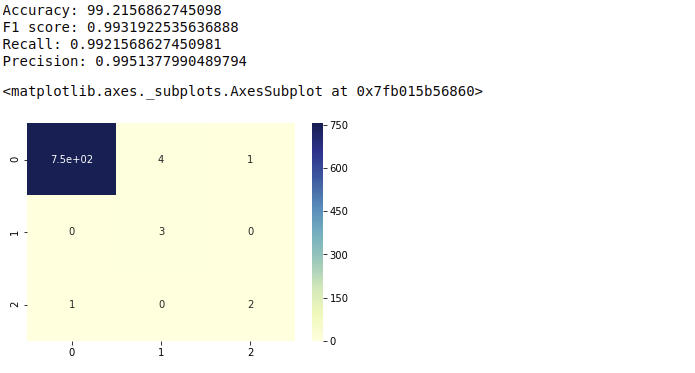 Accuracy: 99.2156862745098
F1 score: 0.9931922535636888
Recall: 0.9921568627450981
Precision: 0.9951377990489794
<matplotlib.axes._subplots.AxesSubplot at 0x7fb015b56860>
750
0 7.5e+02 4 1
600
450
1 0 3 0
300
2 1 0 2
150
0
0 1 2